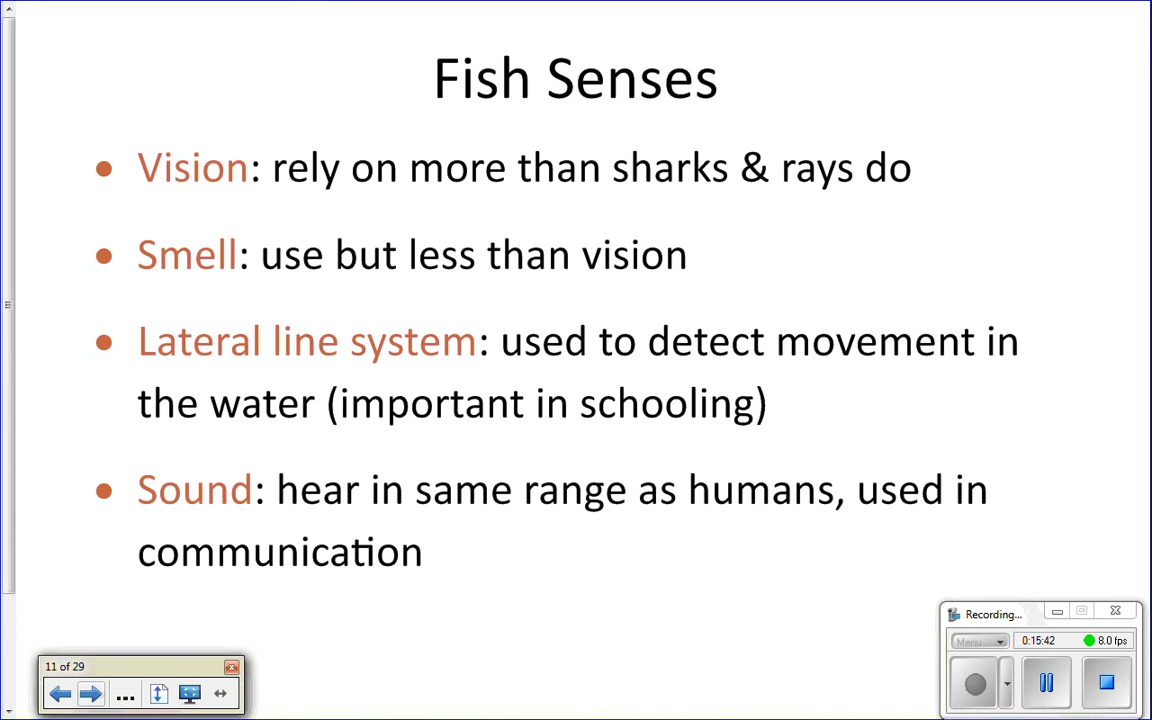 Fish Senses
• Vision: rely on more than sharks & rays do
• Smell: use but less than vision
• Lateral line system: used to detect movement in
the water (important in schooling)
• Sound: hear in same range as humans, used in
communication
Recording...
Menu
0:15:42
8.0 fps
11 of 29
...